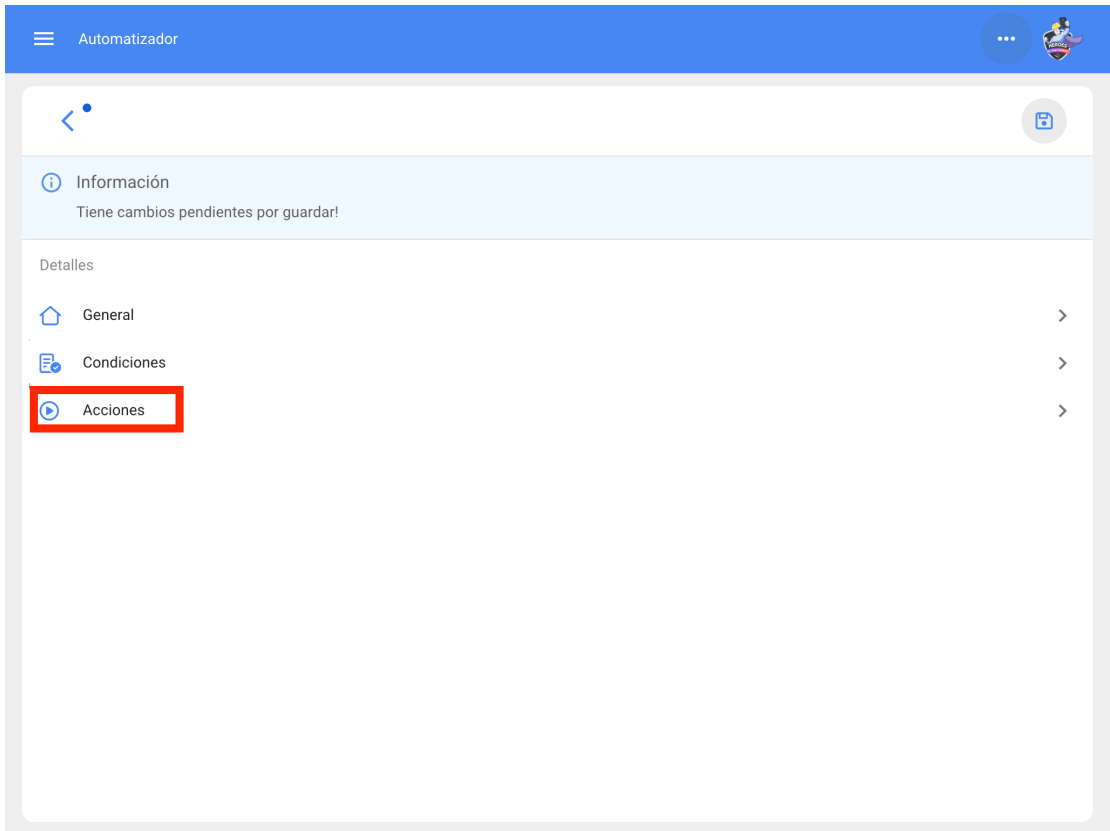 Automatizador
Información
Tiene cambios pendientes por guardar!
Detalles
General
Condiciones
Acciones